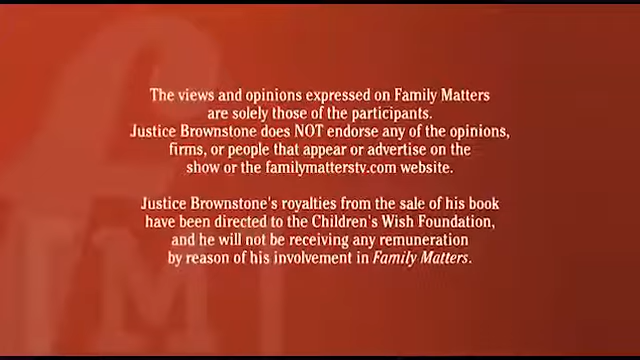 The views and opinions expressed on Family Matters
are solely those of the participants.
Justice Brownstone does NOT endorse any of the opinions,
firms, or people that appear or advertise on the
show or the familymatterstv.com website.
Justice Brownstone's royalties from the sale of his book
have been directed to the Children's Wish Foundation,
and he will not be receiving any remuneration
by reason of his involvement in Family Matters.
f
M